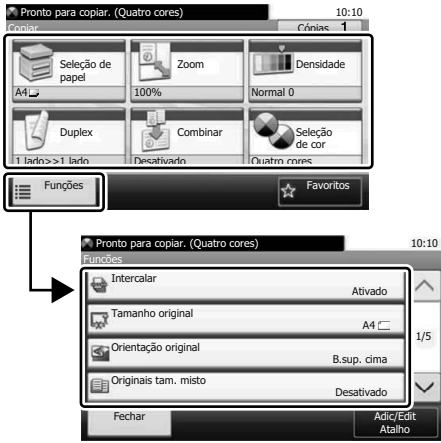 Pronto para copiar. (Quatro cores) 10:10
Copiar Cópias 1
Seleção de
papel
A4
Zoom
100%
Densidade
Normal 0
Duplex
1 lado>>1 lado
Combinar
Desativado
Seleção
de cor
Quatro cores
Funções
Favoritos
Pronto para copiar. (Quatro cores) 10:10
Funções
Intercalar
Ativado
Tamanho original
A4
1/5
Orientação original
B.sup. cima
Originais tam. misto
Desativado
Fechar
Adic/Edit
Atalho